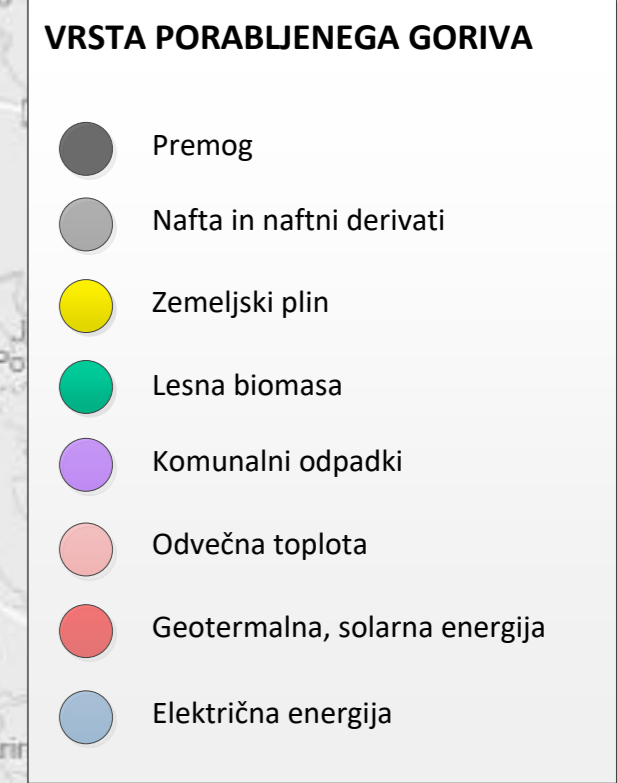 VRSTA PORABLJENEGA GORIVA
Premog
Nafta in naftni derivati
Zemeljski plin
Lesna biomasa
Komunalni odpadki
Odvečna toplota
Geotermalna, solarna energija
Električna energija